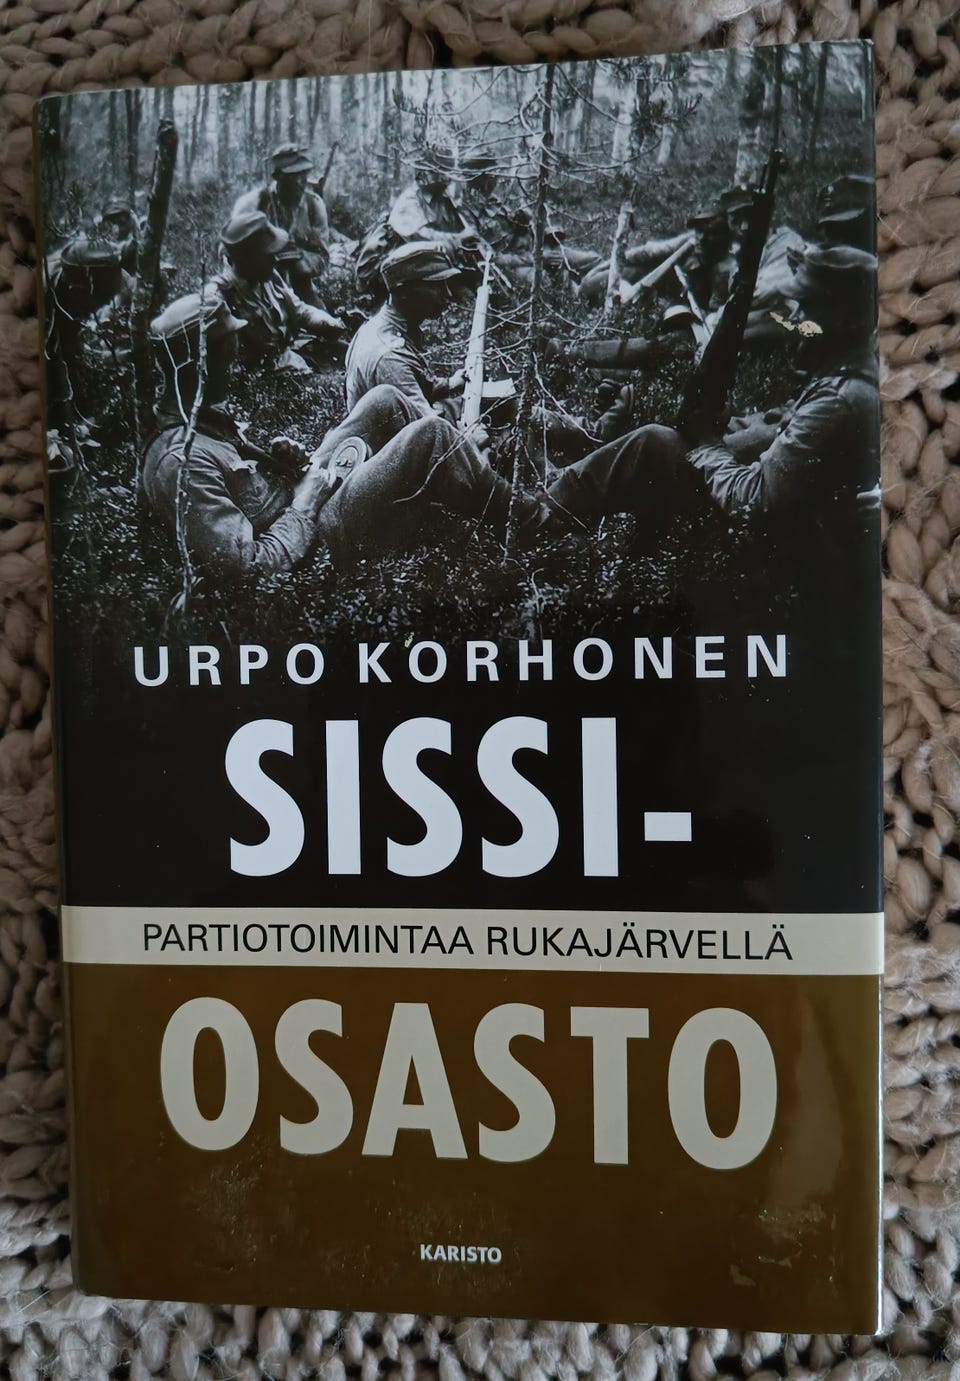 URPO KORHONEN
SISSI-
PARTIOTOIMINTAA RUKAJÄRVELLÄ
OSASTO
KARISTO